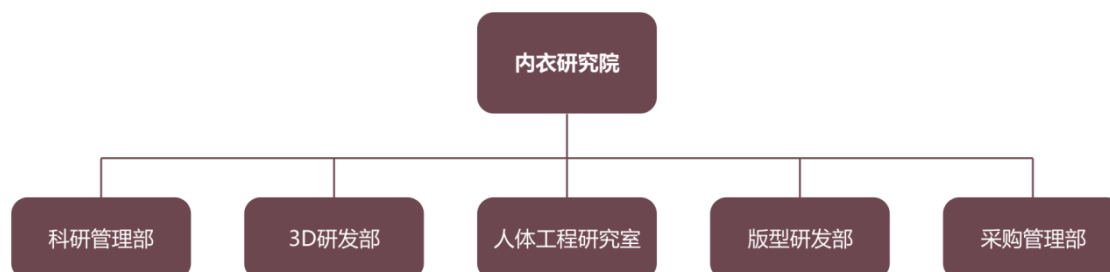 内衣研究院
科研管理部
3D研发部
人体工程研究室
版型研发部
采购管理部